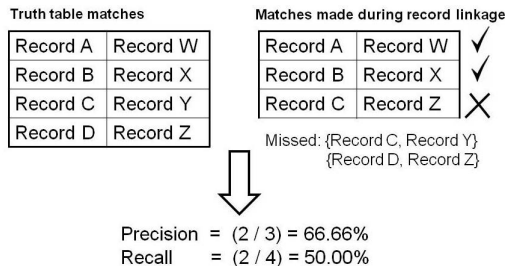 Truth table matches
Record A Record W
Record B Record X
Record C Record Y
Record D Record Z
Matches made during record linkage
Record A Record W ✓
Record B Record X ✓
Record C Record Z X
Missed: {Record C, Record Y}
{Record D, Record Z}
Precision = (2 / 3) = 66.66%
Recall = (2 / 4) = 50.00%